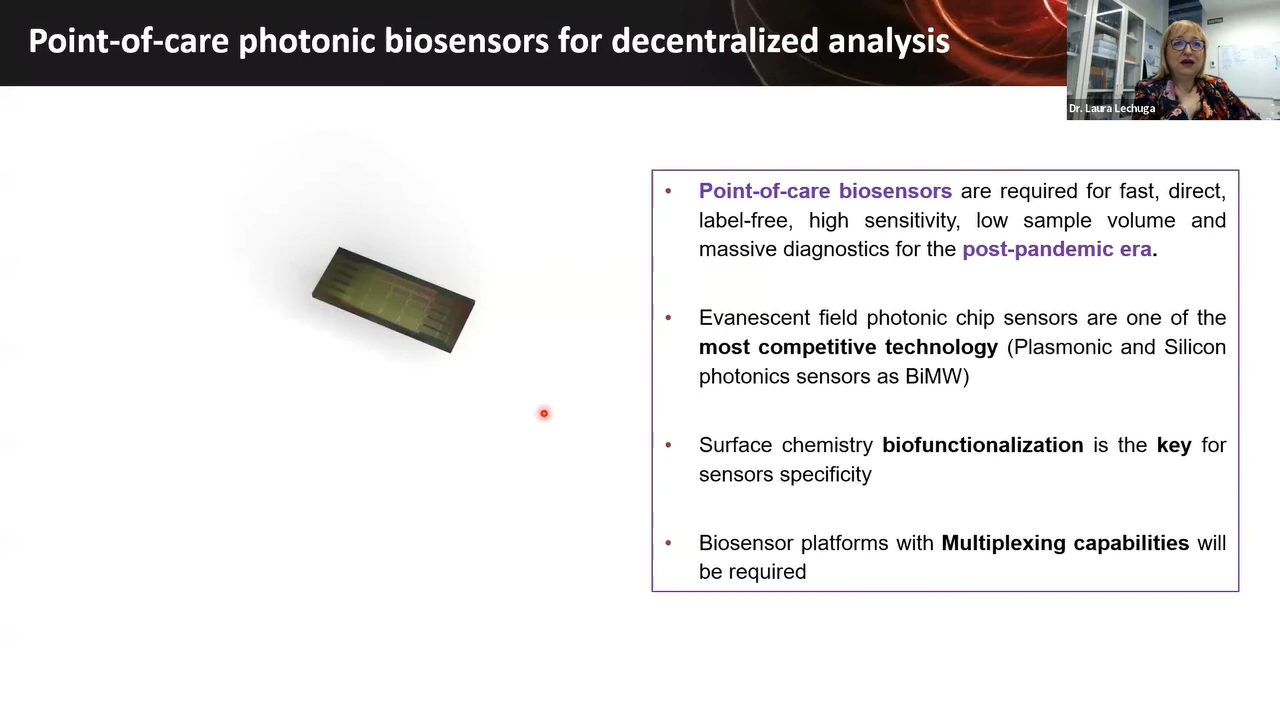 Point-of-care photonic biosensors for decentralized analysis
Dr. Laura Lechuga
• Point-of-care biosensors are required for fast, direct,
label-free, high sensitivity, low sample volume and
massive diagnostics for the post-pandemic era.
• Evanescent field photonic chip sensors are one of the
most competitive technology (Plasmonic and Silicon
photonics sensors as BiMW)
• Surface chemistry biofunctionalization is the key for
sensors specificity
• Biosensor platforms with Multiplexing capabilities will
be required